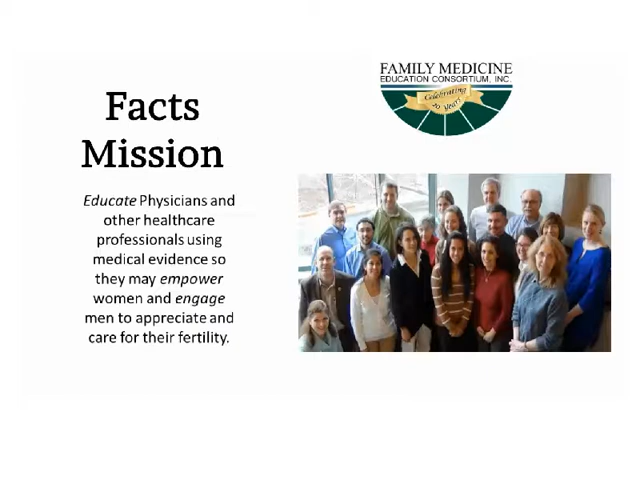 Facts
Mission
Educate Physicians and
other healthcare
professionals using
medical evidence so
they may empower
women and engage
men to appreciate and
care for their fertility.
FAMILY MEDICINE
EDUCATION CONSORTIUM, INC.
Celebrating
20 Years